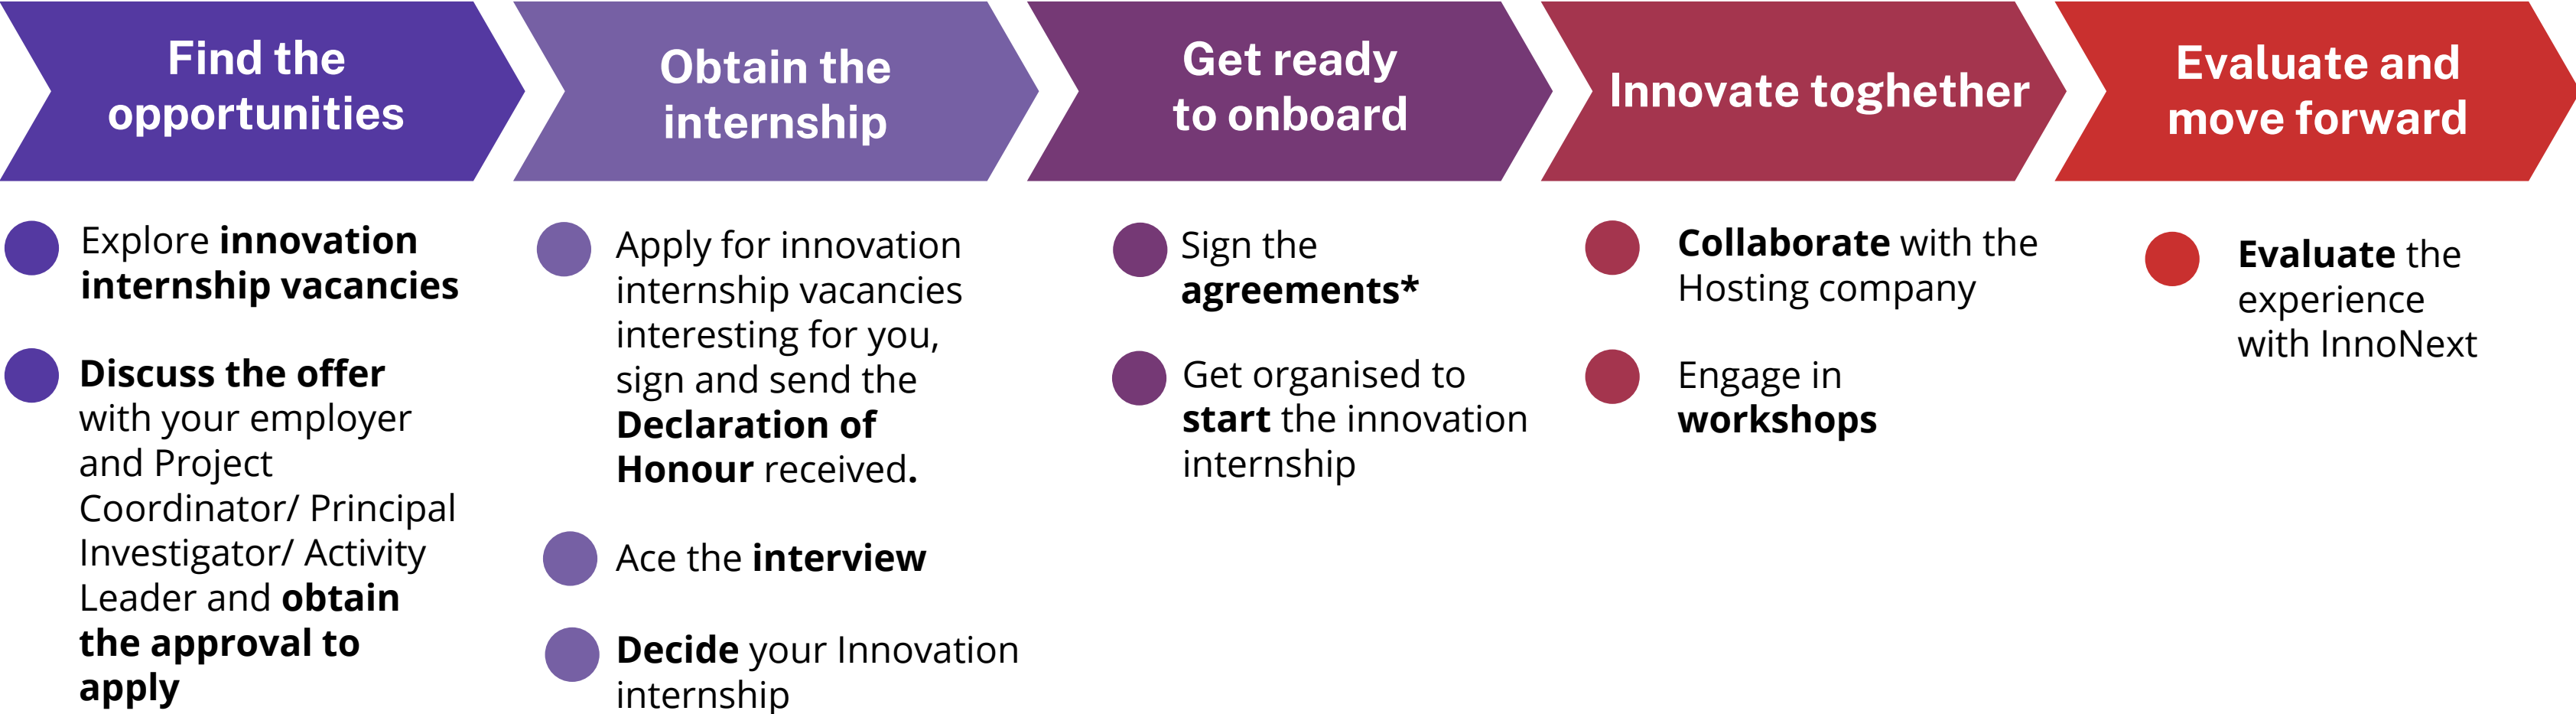 Find the
opportunities
Explore innovation
internship vacancies
Discuss the offer
with your employer
and Project
Coordinator/ Principal
Investigator/ Activity
Leader and obtain
the approval to
apply
Obtain the
internship
Apply for innovation
internship vacancies
interesting for you,
sign and send the
Declaration of
Honour received.
Ace the interview
Decide your Innovation
internship
Get ready
to onboard
Sign the
agreements*
Get organised to
start the innovation
internship
Innovate toghether
Collaborate with the
Hosting company
Engage in
workshops
Evaluate and
move forward
Evaluate the
experience
with InnoNext